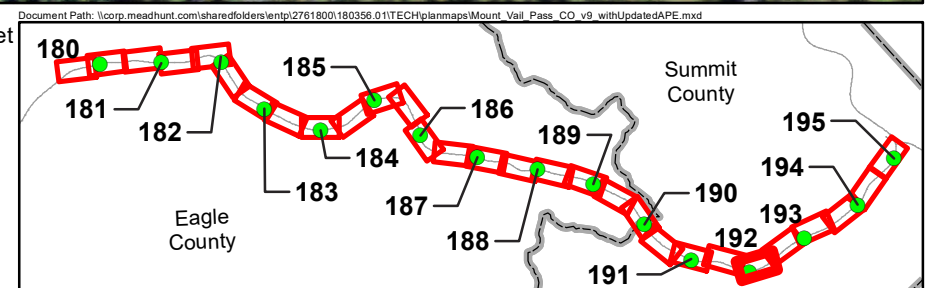 Document Path: \\corp.meadhunt.com\sharedfolders\entp\2761800\180356.01\TECH\planmaps\Mount_Vail_Pass_CO_v9_withUpdatedAPE.mxd
et
180
185
Summit
County
181
186
195
182
189
184
194
183
190
193
187
Eagle
County
188
192
191